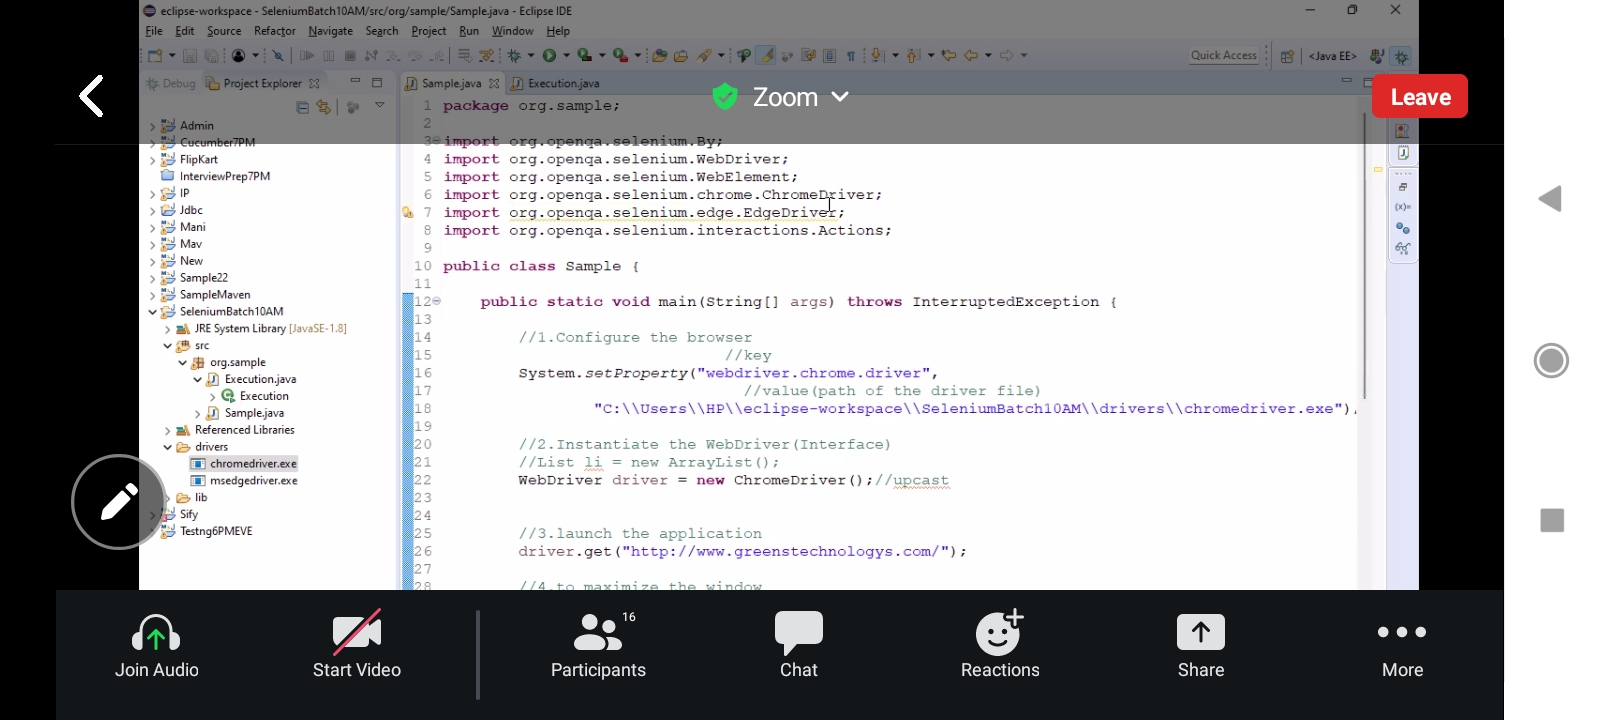 eclipse-workspace - SeleniumBatch10AM/src/org/sample/Sample.java - Eclipse IDE
File Edit Source Refactor Navigate Search Project Run Window Help
Quick Access <Java EE>
Debug Project Explorer Sample.java Execution.java
Zoom
Leave
Admin
Cucumber7PM
FlipKart
InterviewPrep7PM
IP
Jdbc
Mani
Mav
New
Sample22
SampleMaven
SeleniumBatch10AM
JRE System Library [JavaSE-1.8]
src
org.sample
Execution.java
Execution
Sample.java
Referenced Libraries
drivers
chromedriver.exe
msedgedriver.exe
lib
Sify
Testng6PMEVE
1 package org.sample;
2
3 import org.openqa.selenium.By;
4 import org.openqa.selenium.WebDriver;
5 import org.openqa.selenium.WebElement;
6 import org.openqa.selenium.chrome.ChromeDriver;
7 import org.openqa.selenium.edge.EdgeDriver;
8 import org.openqa.selenium.interactions.Actions;
9
10 public class Sample {
11
12 public static void main(String[] args) throws InterruptedException {
13
14 //1.Configure the browser
15 //key
16 System.setProperty("webdriver.chrome.driver",
17 //value(path of the driver file)
18 "C:\\Users\\HP\\eclipse-workspace\\SeleniumBatch10AM\\drivers\\chromedriver.exe");
19
20 //2.Instantiate the WebDriver(Interface)
21 //List li = new ArrayList();
22 WebDriver driver = new ChromeDriver();//upcast
23
24
25 //3.launch the application
26 driver.get("http://www.greenstechnologys.com/");
27
28 //4.to maximize the window
(x)=
16
Join Audio Start Video Participants Chat Reactions Share More